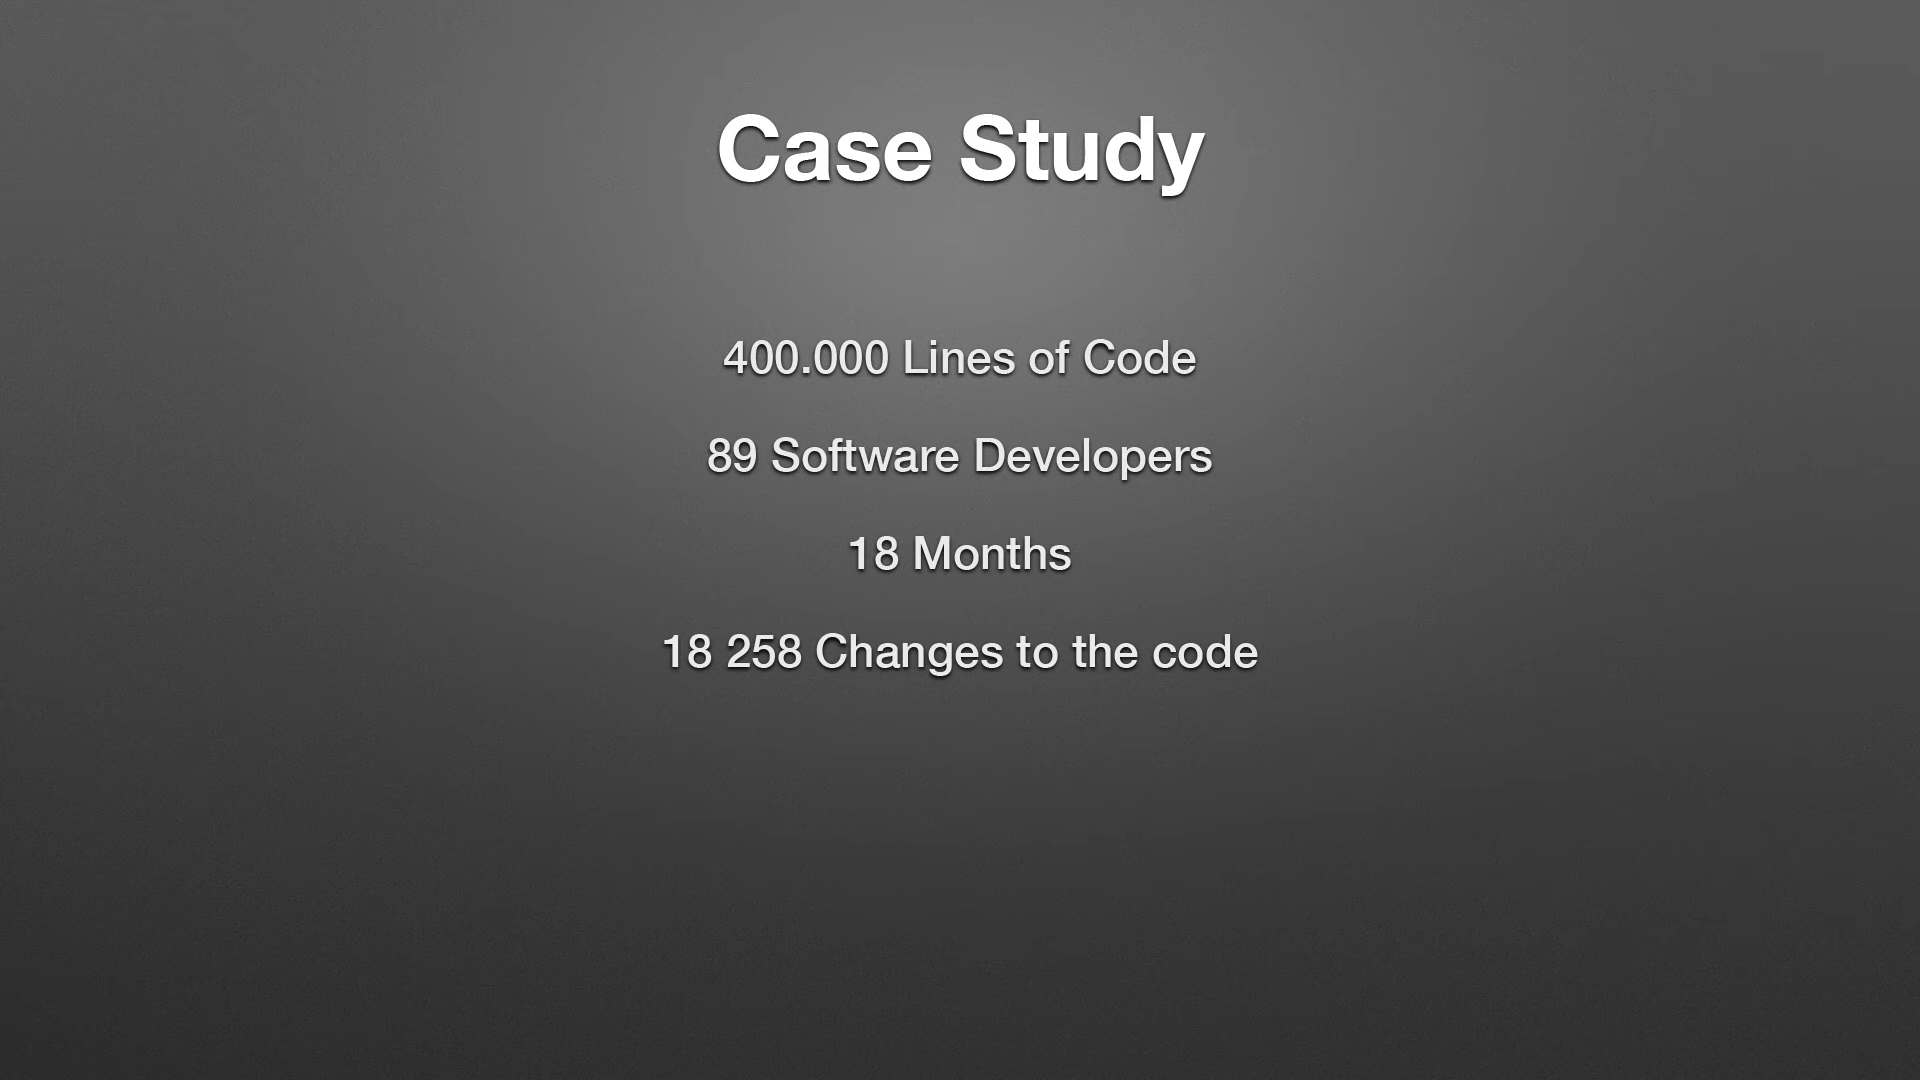 Case Study
400.000 Lines of Code
89 Software Developers
18 Months
18 258 Changes to the code